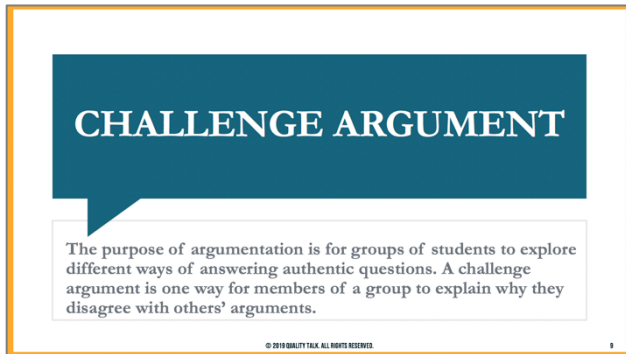 CHALLENGE ARGUMENT
The purpose of argumentation is for groups of students to explore
different ways of answering authentic questions. A challenge
argument is one way for members of a group to explain why they
disagree with others’ arguments.
© 2019 QUALITY TALK. ALL RIGHTS RESERVED.
9